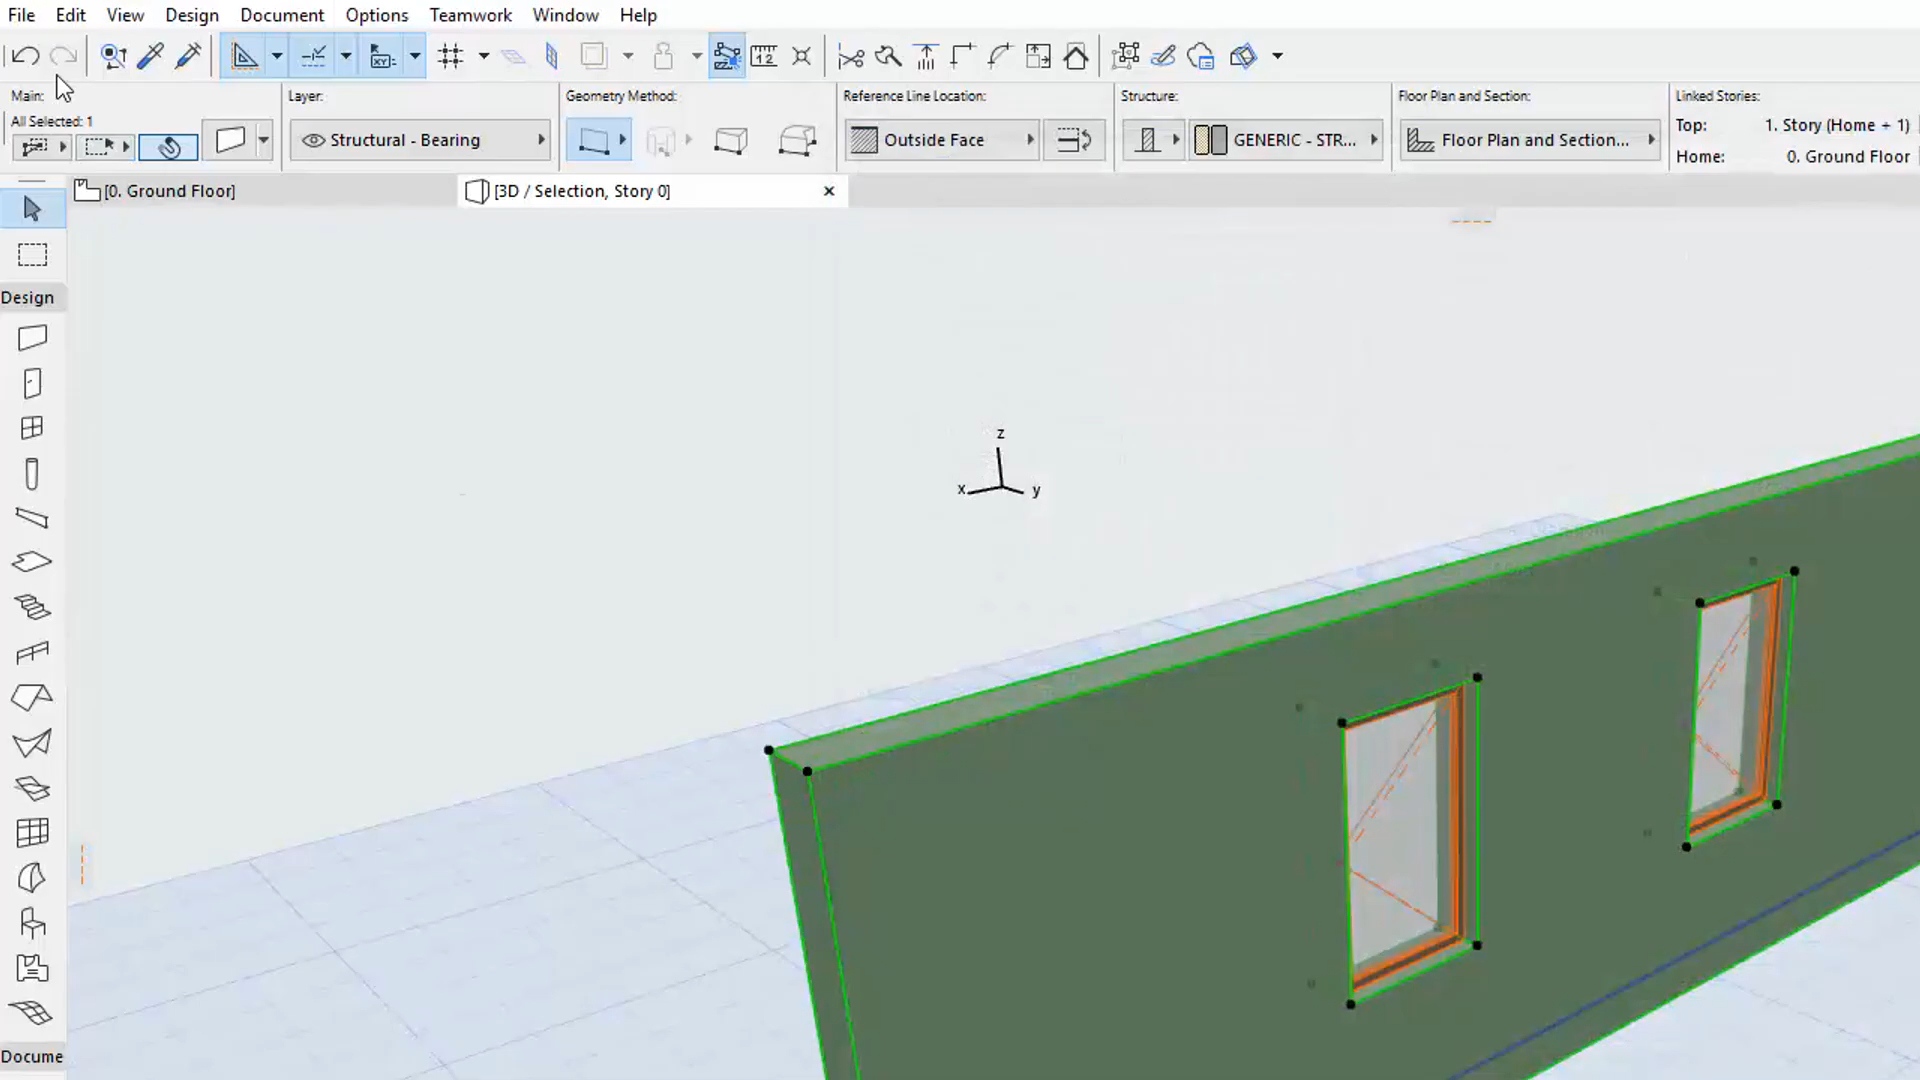 File Edit View Design Document Options Teamwork Window Help
Main:
All Selected: 1
Layer:
Structural - Bearing
Geometry Method:
Reference Line Location:
Outside Face
Structure:
GENERIC - STR...
Floor Plan and Section:
Floor Plan and Section...
Linked Stories:
Top: 1. Story (Home + 1)
Home: 0. Ground Floor
[0. Ground Floor]
[3D / Selection, Story 0]
Design
Docume
z
x
y
XY:
12